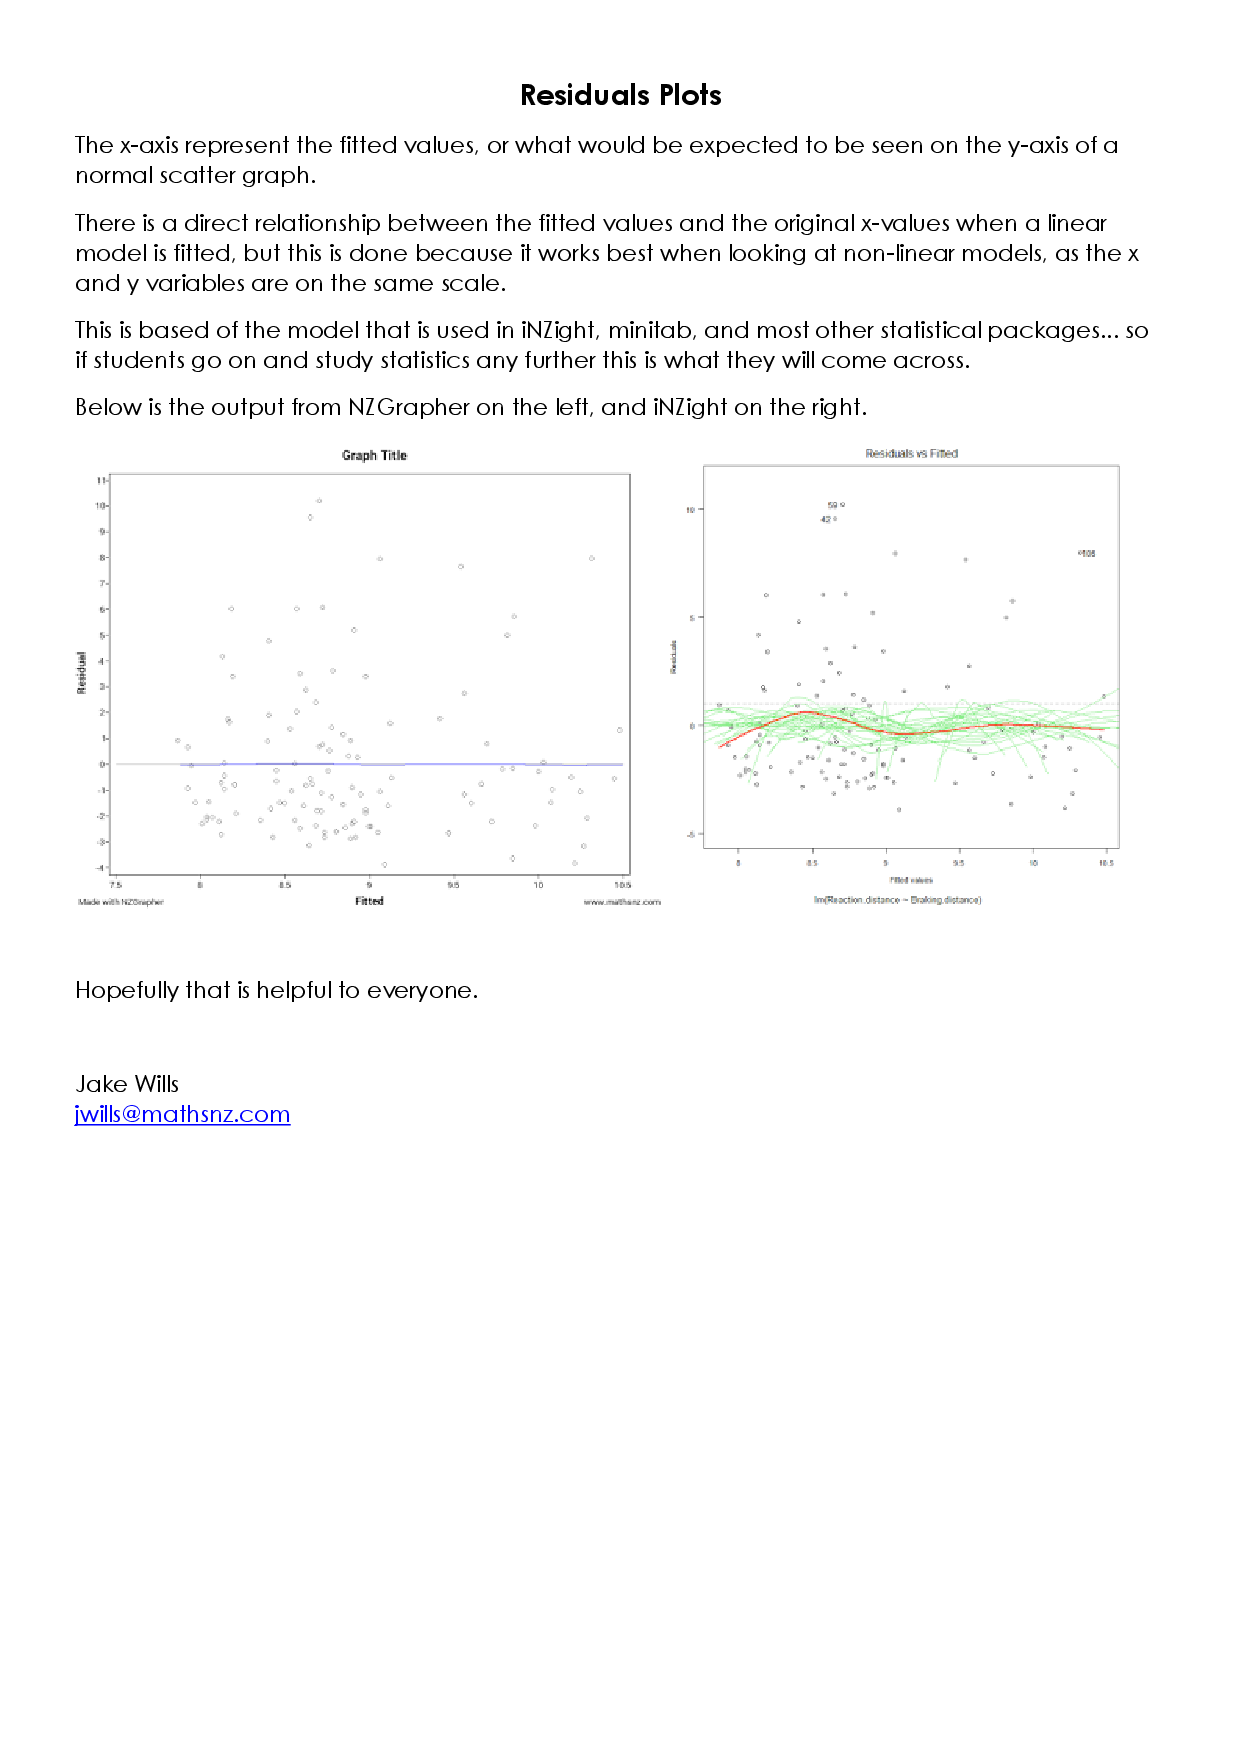 Residuals Plots
The x-axis represent the fitted values, or what would be expected to be seen on the y-axis of a
normal scatter graph.
There is a direct relationship between the fitted values and the original x-values when a linear
model is fitted, but this is done because it works best when looking at non-linear models, as the x
and y variables are on the same scale.
This is based of the model that is used in iNZight, minitab, and most other statistical packages... so
if students go on and study statistics any further this is what they will come across.
Below is the output from NZGrapher on the left, and iNZight on the right.
Graph Title
11
10
9
8
7
6
5
4
3
2
1
0
-1
-2
-3
-4
Residual
7.5 8 8.5 9 9.5 10 10.5
Fitted
Made with NZGrapher
www.mathsnz.com
Residuals vs Fitted
59
42
105
10
5
0
-5
Residuals
8 8.5 9 9.5 10 10.5
Fitted values
lm(Reaction.distance ~ Braking.distance)
Hopefully that is helpful to everyone.
Jake Wills
jwills@mathsnz.com